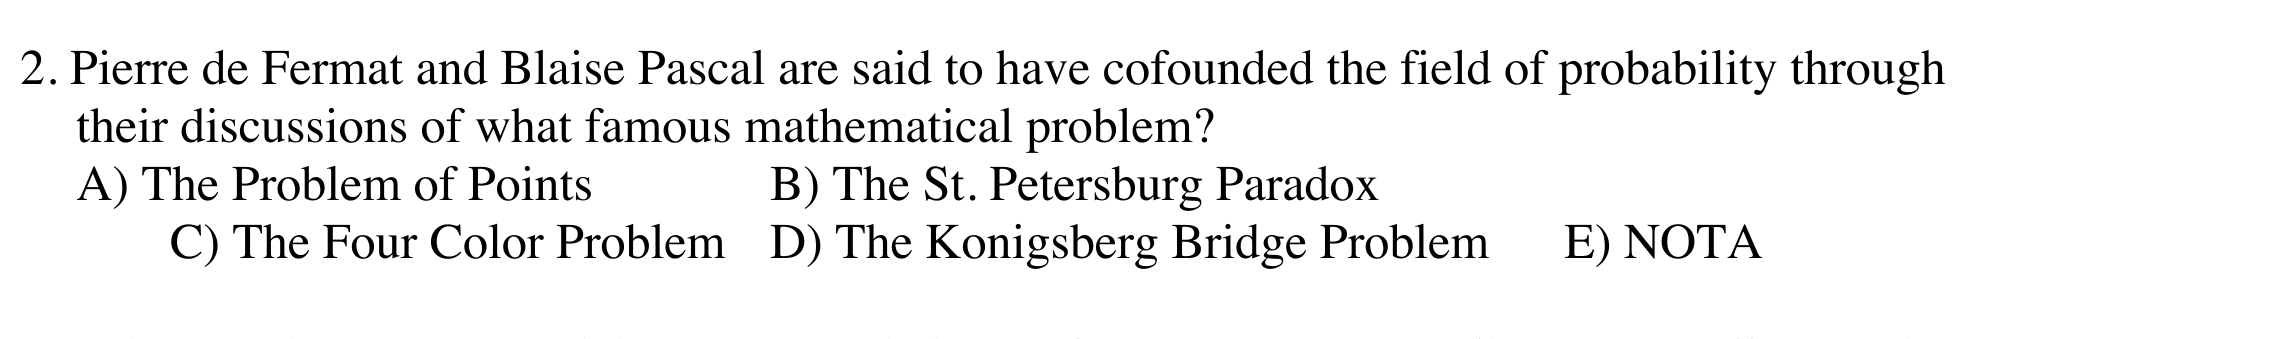 2. Pierre de Fermat and Blaise Pascal are said to have cofounded the field of probability through
their discussions of what famous mathematical problem?
A) The Problem of Points B) The St. Petersburg Paradox
C) The Four Color Problem D) The Konigsberg Bridge Problem E) NOTA